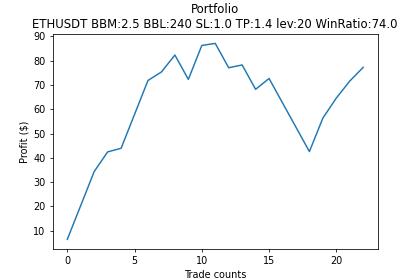 Portfolio
ETHUSDT BBM:2.5 BBL:240 SL:1.0 TP:1.4 lev:20 WinRatio:74.0
90
80
70
60
50
40
30
20
10
Profit ($)
0 5 10 15 20
Trade counts